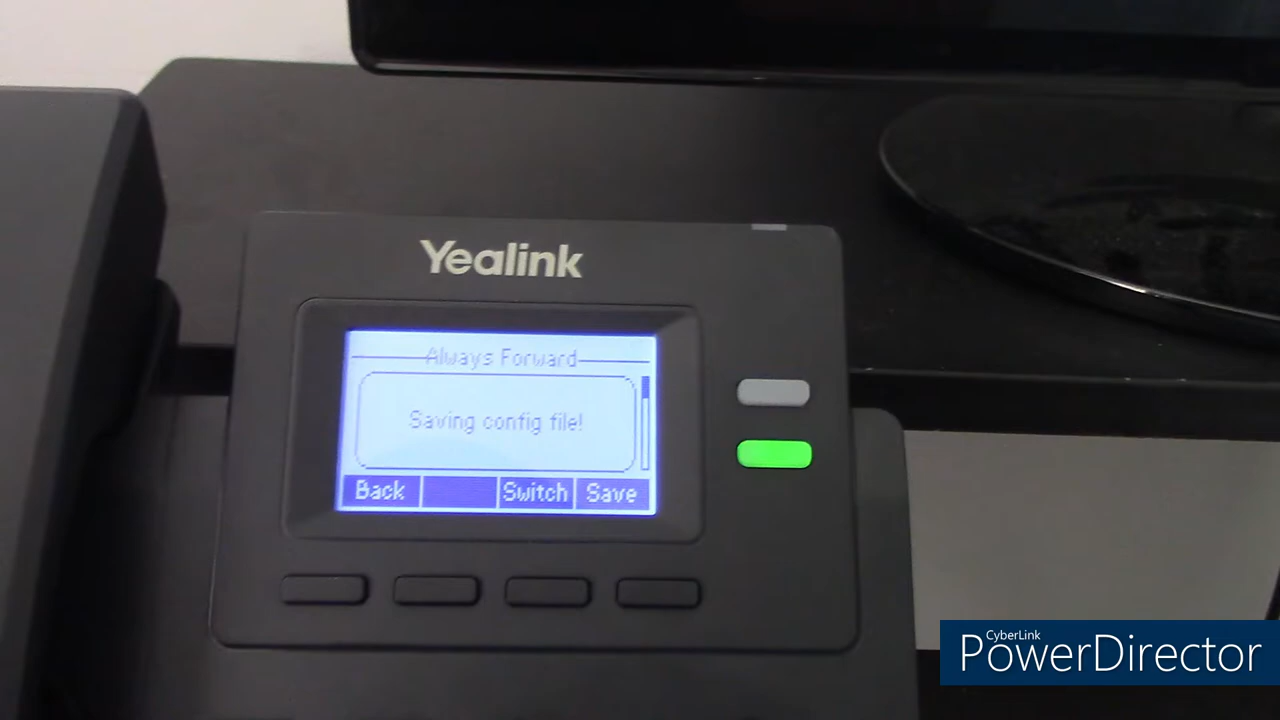 Yealink
Always Forward
Saving config file!
Back Switch Save
CyberLink
PowerDirector